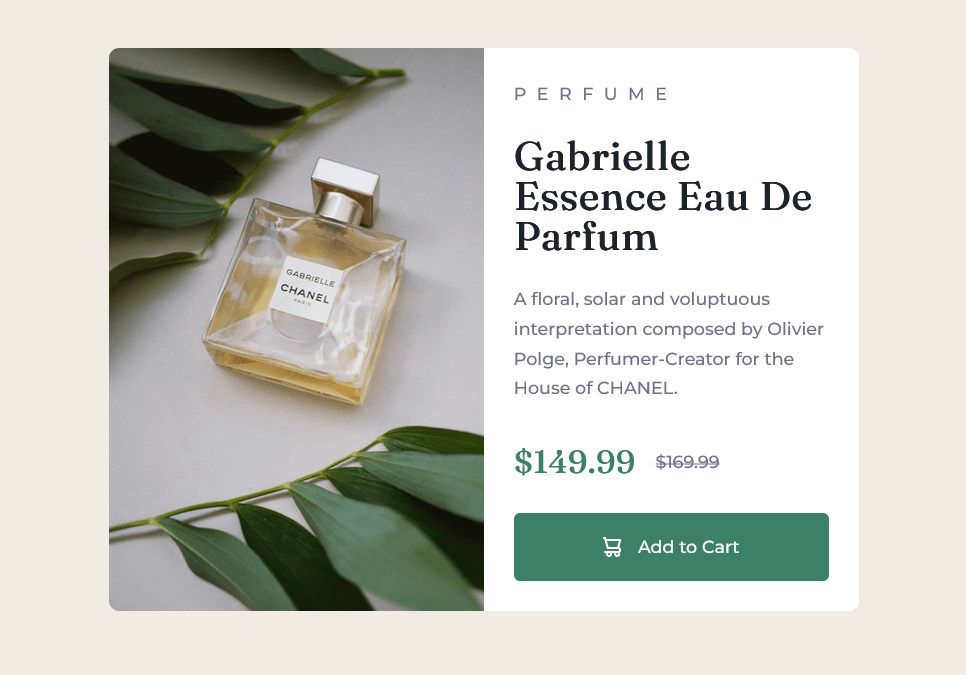 GABRIELLE
CHANEL
PARIS
P E R F U M E
Gabrielle
Essence Eau De
Parfum
A floral, solar and voluptuous
interpretation composed by Olivier
Polge, Perfumer-Creator for the
House of CHANEL.
$149.99 $169.99
Add to Cart